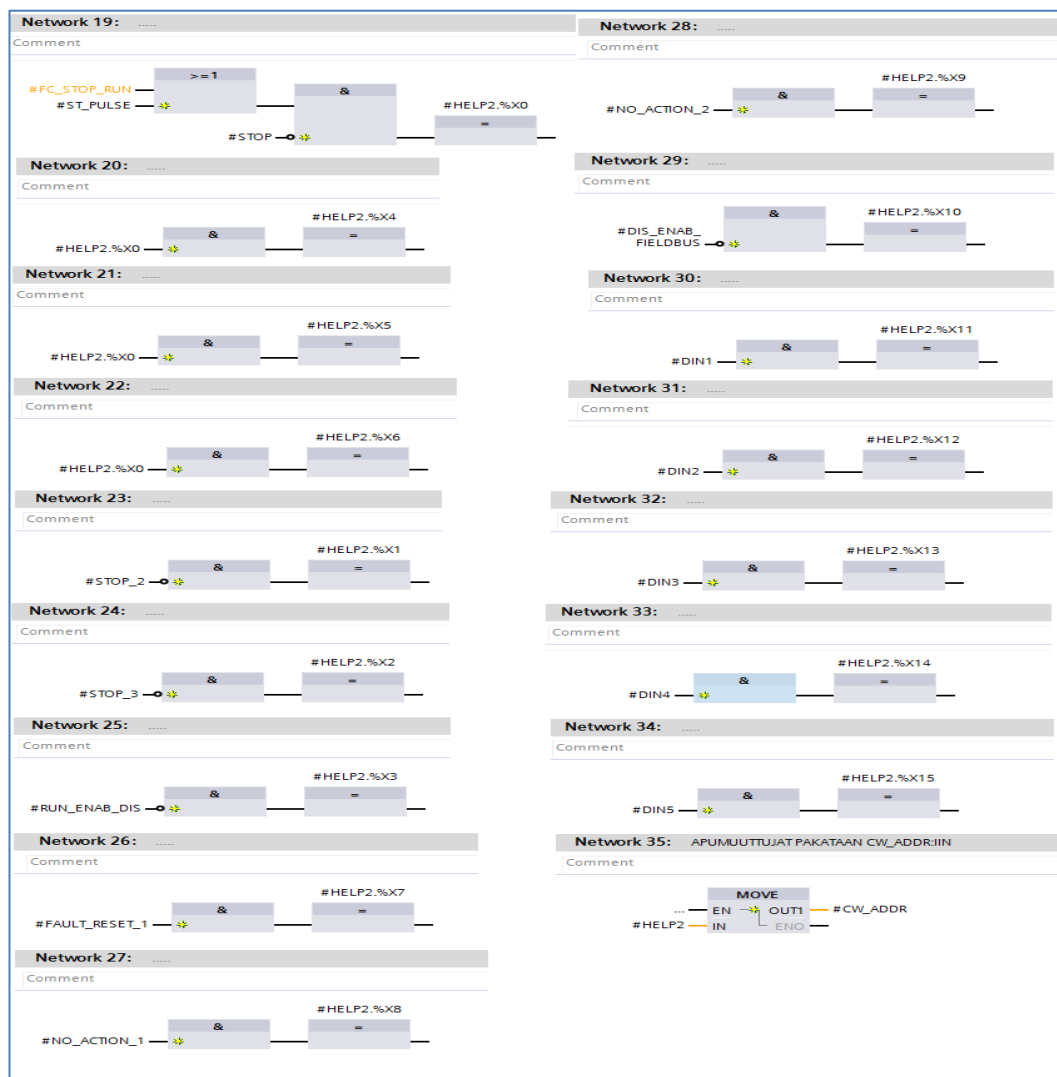 Network 19: .....
Comment
>=1
#FC_STOP_RUN
#ST_PULSE
&
#STOP
#HELP2.%X0
=
Network 20: .....
Comment
#HELP2.%X4
& =
#HELP2.%X0
Network 21: .....
Comment
#HELP2.%X5
& =
#HELP2.%X0
Network 22: .....
Comment
#HELP2.%X6
& =
#HELP2.%X0
Network 23: .....
Comment
#HELP2.%X1
& =
#STOP_2
Network 24: .....
Comment
#HELP2.%X2
& =
#STOP_3
Network 25: .....
Comment
#HELP2.%X3
& =
#RUN_ENAB_DIS
Network 26: .....
Comment
#HELP2.%X7
& =
#FAULT_RESET_1
Network 27: .....
Comment
#HELP2.%X8
& =
#NO_ACTION_1
Network 28: .....
Comment
#HELP2.%X9
& =
#NO_ACTION_2
Network 29: .....
Comment
#HELP2.%X10
& =
#DIS_ENAB_
FIELDBUS
Network 30: .....
Comment
#HELP2.%X11
& =
#DIN1
Network 31: .....
Comment
#HELP2.%X12
& =
#DIN2
Network 32: .....
Comment
#HELP2.%X13
& =
#DIN3
Network 33: .....
Comment
#HELP2.%X14
& =
#DIN4
Network 34: .....
Comment
#HELP2.%X15
& =
#DIN5
Network 35: APUMUUTTUJAT PAKATAAN CW_ADDR:IIN
Comment
MOVE
... EN OUT1 #CW_ADDR
#HELP2 IN ENO